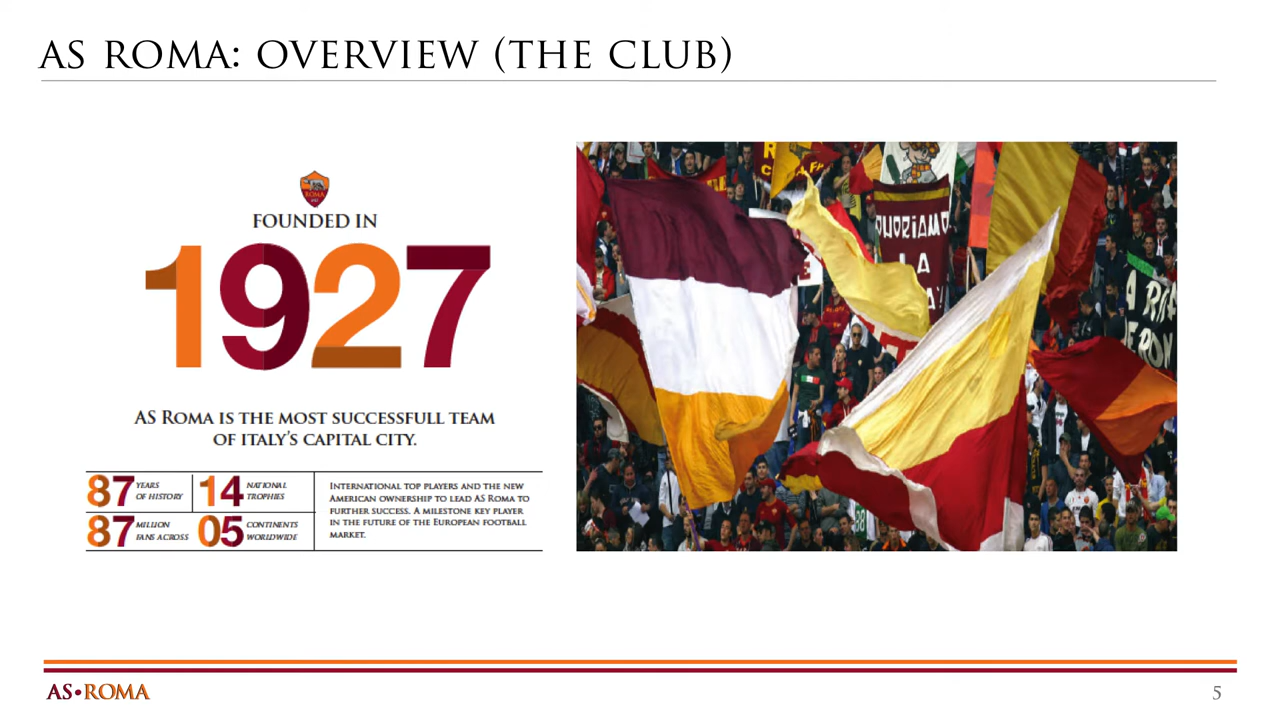 AS ROMA: OVERVIEW (THE CLUB)
ROMA
FOUNDED IN
1927
AS ROMA IS THE MOST SUCCESSFULL TEAM
OF ITALY'S CAPITAL CITY.
87 YEARS
OF HISTORY
14 NATIONAL
TROPHIES
87 MILLION
FANS ACROSS
05 CONTINENTS
WORLDWIDE
INTERNATIONAL TOP PLAYERS AND THE NEW
AMERICAN OWNERSHIP TO LEAD AS ROMA TO
FURTHER SUCCESS. A MILESTONE KEY PLAYER
IN THE FUTURE OF THE EUROPEAN FOOTBALL
MARKET.
LA
AS•ROMA
5